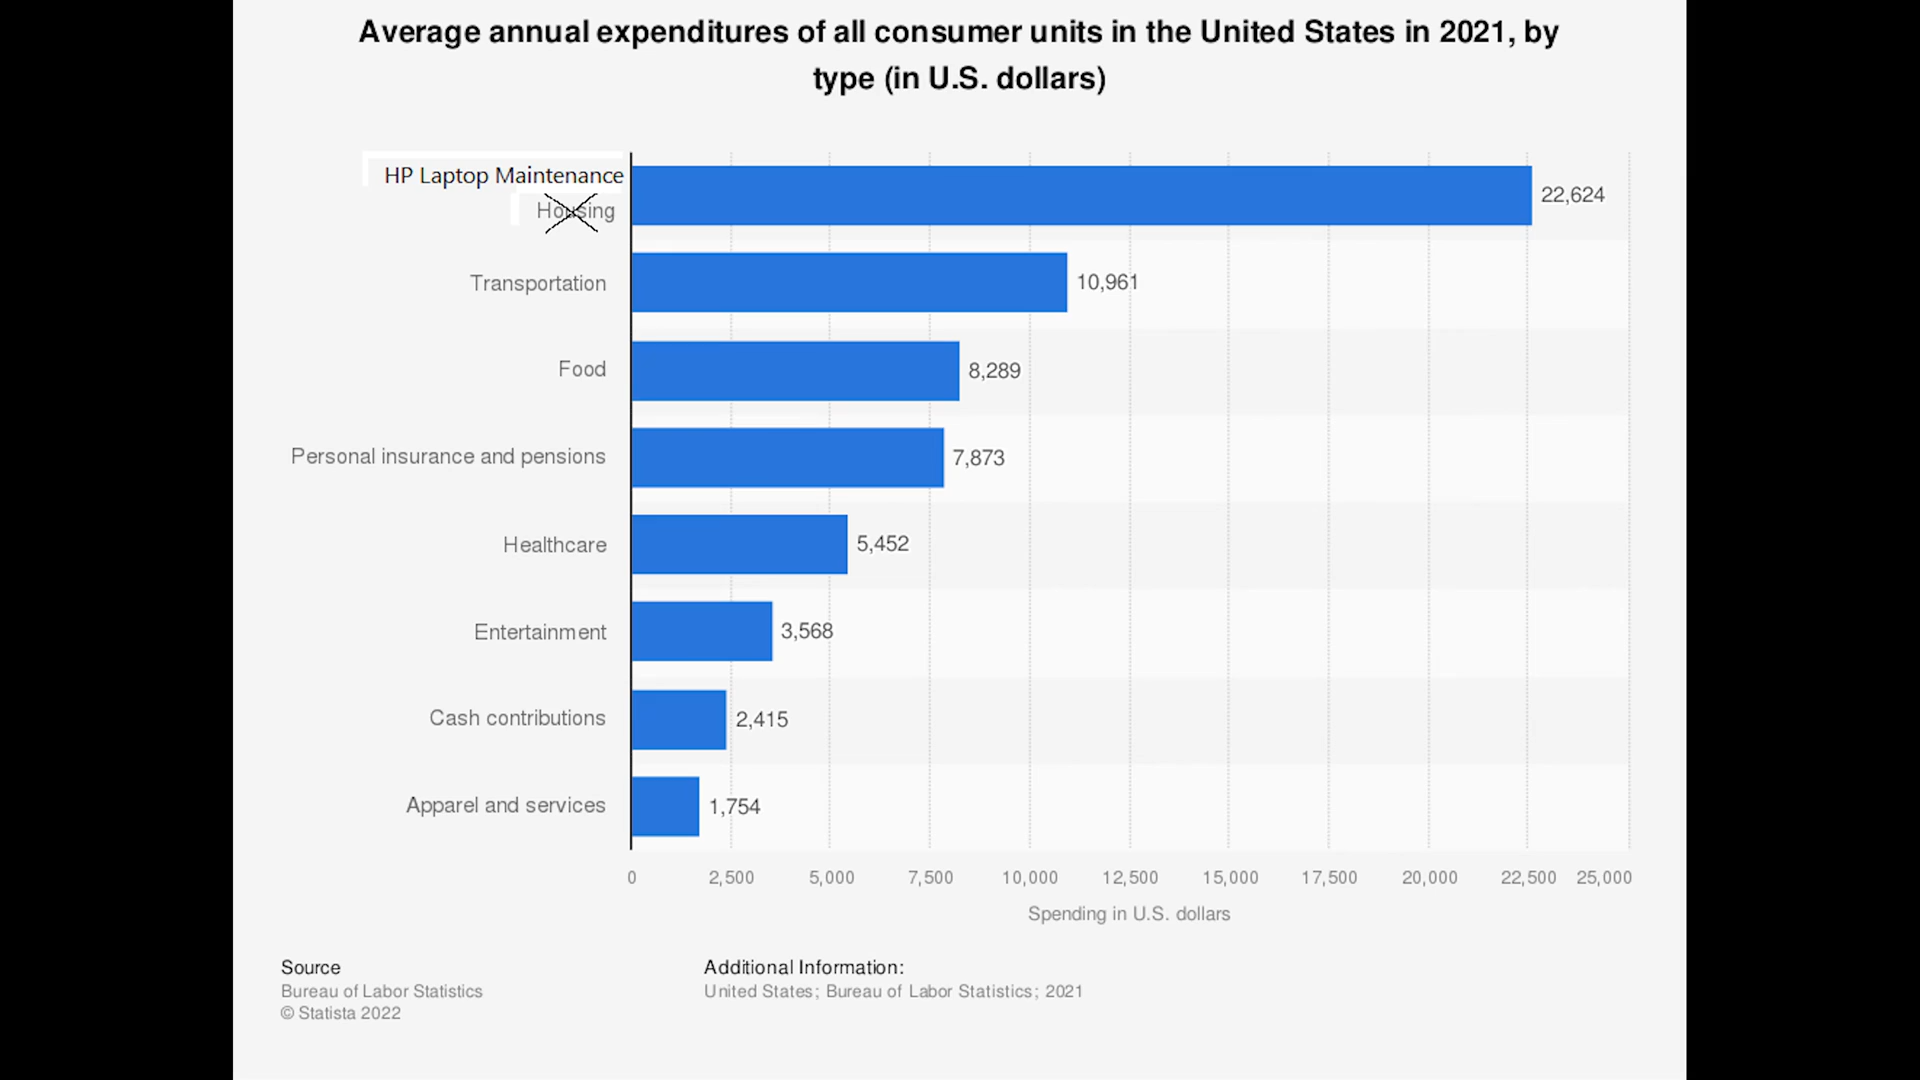 Average annual expenditures of all consumer units in the United States in 2021, by
type (in U.S. dollars)
HP Laptop Maintenance
Housing
22,624
Transportation
10,961
Food
8,289
Personal insurance and pensions
7,873
Healthcare
5,452
Entertainment
3,568
Cash contributions
2,415
Apparel and services
1,754
0 2,500 5,000 7,500 10,000 12,500 15,000 17,500 20,000 22,500 25,000
Spending in U.S. dollars
Source
Bureau of Labor Statistics
© Statista 2022
Additional Information:
United States; Bureau of Labor Statistics; 2021